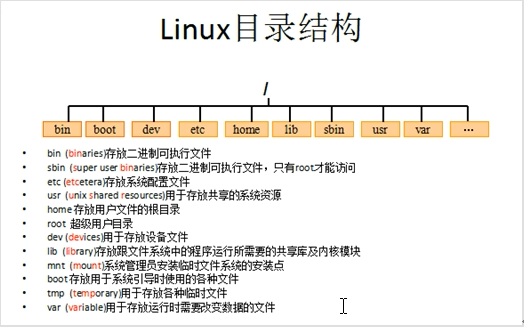 Linux目录结构
/
bin boot dev etc home lib sbin usr var ...
• bin (binaries)存放二进制可执行文件
• sbin (super user binaries)存放二进制可执行文件，只有root才能访问
• etc (etcetera)存放系统配置文件
• usr (unix shared resources)用于存放共享的系统资源
• home 存放用户文件的根目录
• root 超级用户目录
• dev (devices)用于存放设备文件
• lib (library)存放跟文件系统中的程序运行所需要的共享库及内核模块
• mnt (mount)系统管理员安装临时文件系统的安装点
• boot 存放用于系统引导时使用的各种文件
• tmp (temporary)用于存放各种临时文件
• var (variable)用于存放运行时需要改变数据的文件